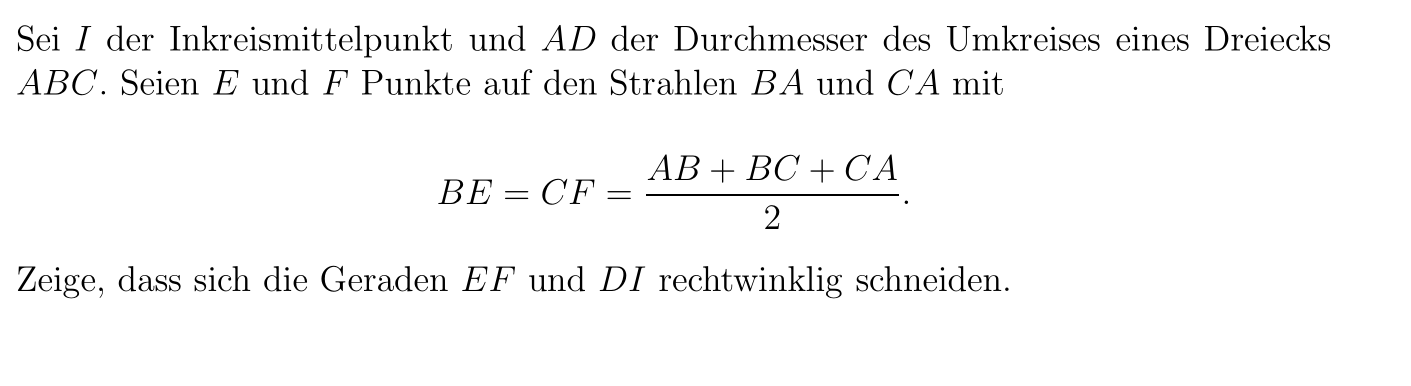 Sei I der Inkreismittelpunkt und AD der Durchmesser des Umkreises eines Dreiecks
ABC. Seien E und F Punkte auf den Strahlen BA und CA mit
BE = CF = \frac{AB + BC + CA}{2}.
Zeige, dass sich die Geraden EF und DI rechtwinklig schneiden.